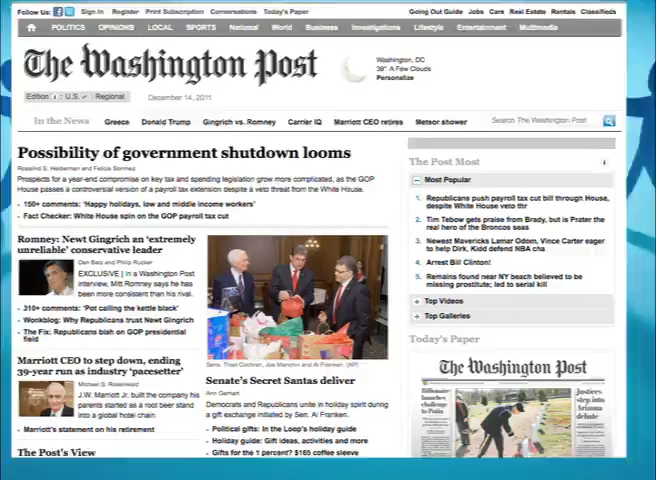 Follow Us:
Sign In Register Print Subscription Conversations Today's Paper
Going Out Guide Jobs Cars Real Estate Rentals Classifieds
POLITICS OPINIONS LOCAL SPORTS National World Business Investigations Lifestyle Entertainment Multimedia
The Washington Post
Washington, DC
39° A Few Clouds
Personalize
Edition : U.S. ✓ Regional
December 14, 2011
In the News Greece Donald Trump Gingrich vs. Romney Carrier IQ Marriott CEO retires Meteor shower
Search The Washington Post
Possibility of government shutdown looms
Rosalind S. Helderman and Felicia Sonmez
Prospects for a year-end compromise on key tax and spending legislation grow more complicated, as the GOP
House passes a controversial version of a payroll tax extension despite a veto threat from the White House.
150+ comments: 'Happy holidays, low and middle income workers'
Fact Checker: White House spin on the GOP payroll tax cut
Romney: Newt Gingrich an 'extremely
unreliable' conservative leader
Dan Balz and Philip Rucker
EXCLUSIVE | In a Washington Post
interview, Mitt Romney says he has
been more consistent than his rival.
310+ comments: 'Pot calling the kettle black'
Wonkblog: Why Republicans trust Newt Gingrich
The Fix: Republicans blah on GOP presidential
field
Marriott CEO to step down, ending
39-year run as industry 'pacesetter'
Michael S. Rosenwald
J.W. Marriott Jr. built the company his
parents started as a root beer stand
into a global hotel chain.
Marriott's statement on his retirement
The Post's View
Sens. Thad Cochran, Joe Manchin and Al Franken. (AP)
Senate's Secret Santas deliver
Ann Gerhart
Democrats and Republicans unite in holiday spirit during
a gift exchange initiated by Sen. Al Franken.
Political gifts: In the Loop's holiday guide
Holiday guide: Gift ideas, activities and more
Gifts for the 1 percent? $165 coffee sleeve
The Post Most
Most Popular
1. Republicans push payroll tax cut bill through House,
despite White House veto thr
2. Tim Tebow gets praise from Brady, but is Prater the
real hero of the Broncos seas
3. Newest Mavericks Lamar Odom, Vince Carter eager
to help Dirk, Kidd defend NBA cha
4. Arrest Bill Clinton!
5. Remains found near NY beach believed to be
missing prostitute; led to serial kill
Top Videos
Top Galleries
Today's Paper
The Washington Post
Billionaire
launches
challenge
to Putin
Justices
step into
Arizona
debate